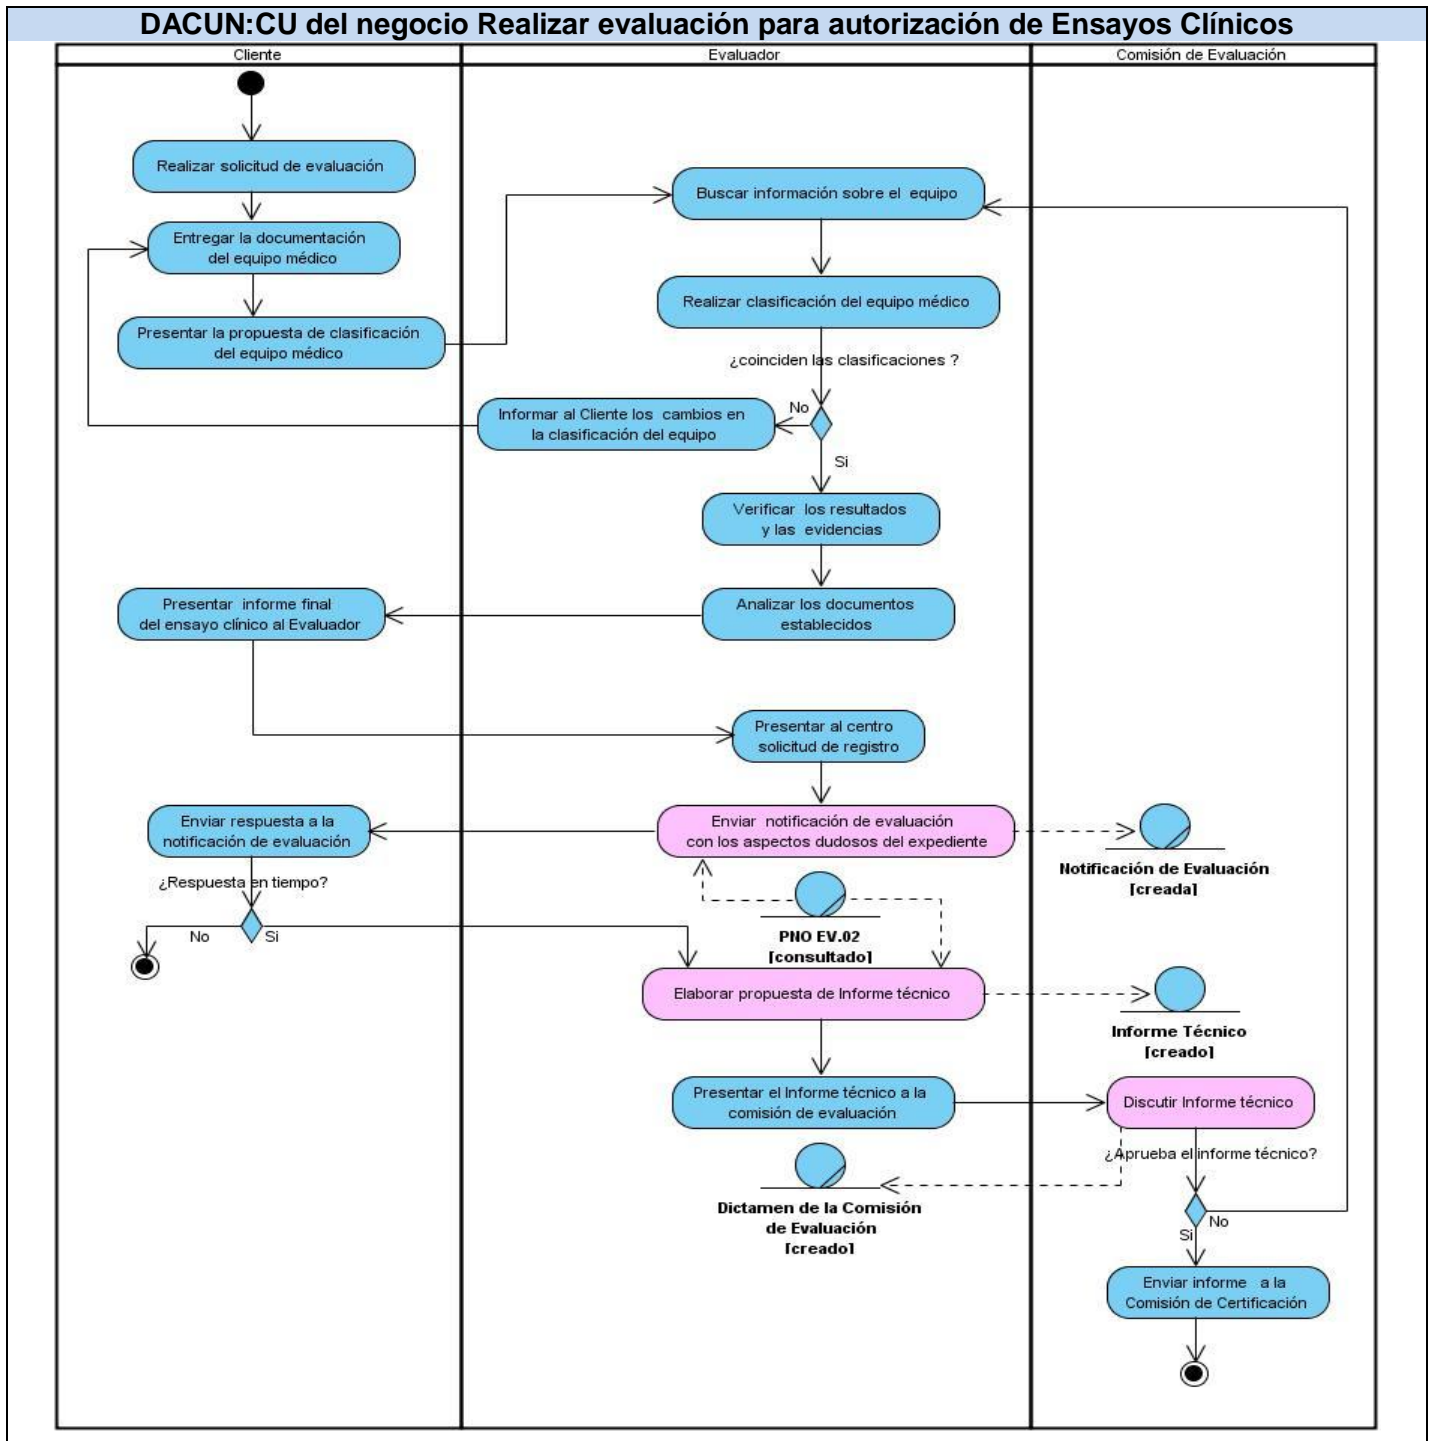 DACUN:CU del negocio Realizar evaluación para autorización de Ensayos Clínicos
Cliente
Evaluador
Comisión de Evaluación
Realizar solicitud de evaluación
Buscar información sobre el equipo
Entregar la documentación
del equipo médico
Realizar clasificación del equipo médico
Presentar la propuesta de clasificación
del equipo médico
¿coinciden las clasificaciones ?
No
Informar al Cliente los cambios en
la clasificación del equipo
Si
Verificar los resultados
y las evidencias
Presentar informe final
del ensayo clínico al Evaluador
Analizar los documentos
establecidos
Presentar al centro
solicitud de registro
Enviar respuesta a la
notificación de evaluación
Enviar notificación de evaluación
con los aspectos dudosos del expediente
Notificación de Evaluación
[creada]
¿Respuesta en tiempo?
No
Si
PNO EV.02
[consultado]
Elaborar propuesta de Informe técnico
Informe Técnico
[creado]
Presentar el Informe técnico a la
comisión de evaluación
Discutir Informe técnico
¿Aprueba el informe técnico?
Dictamen de la Comisión
de Evaluación
[creado]
No
Si
Enviar informe a la
Comisión de Certificación